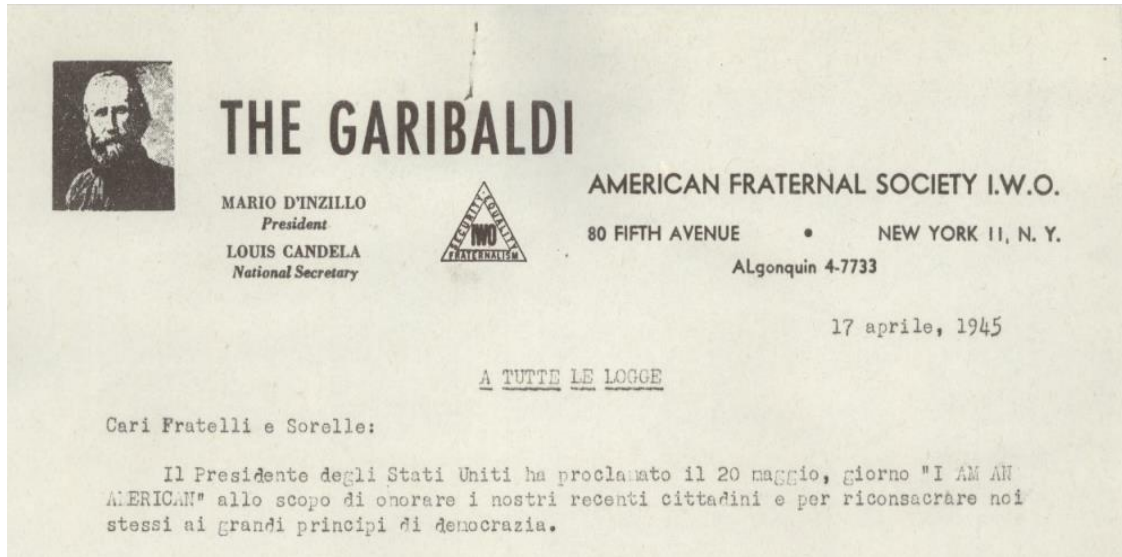 THE GARIBALDI
AMERICAN FRATERNAL SOCIETY I.W.O.
MARIO D'INZILLO
President
LOUIS CANDELA
National Secretary
SECURITY EQUALITY
IWO
FRATERNALISM
80 FIFTH AVENUE • NEW YORK 11, N. Y.
ALgonquin 4-7733
17 aprile, 1945
A TUTTE LE LOGGE
Cari Fratelli e Sorelle:
Il Presidente degli Stati Uniti ha proclamato il 20 maggio, giorno "I AM AN
AMERICAN" allo scopo di onorare i nostri recenti cittadini e per riconsacrare noi
stessi ai grandi principi di democrazia.